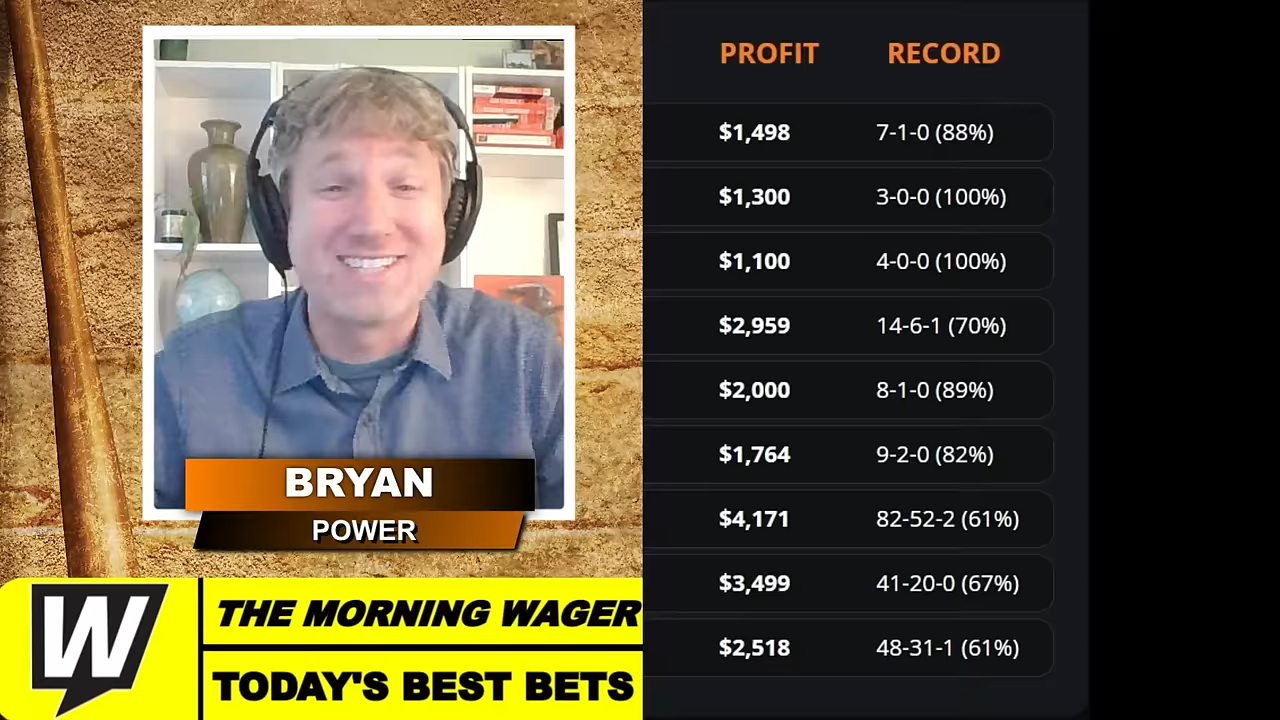 BRYAN
POWER
W
THE MORNING WAGER
TODAY'S BEST BETS
PROFIT RECORD
$1,498 7-1-0 (88%)
$1,300 3-0-0 (100%)
$1,100 4-0-0 (100%)
$2,959 14-6-1 (70%)
$2,000 8-1-0 (89%)
$1,764 9-2-0 (82%)
$4,171 82-52-2 (61%)
$3,499 41-20-0 (67%)
$2,518 48-31-1 (61%)